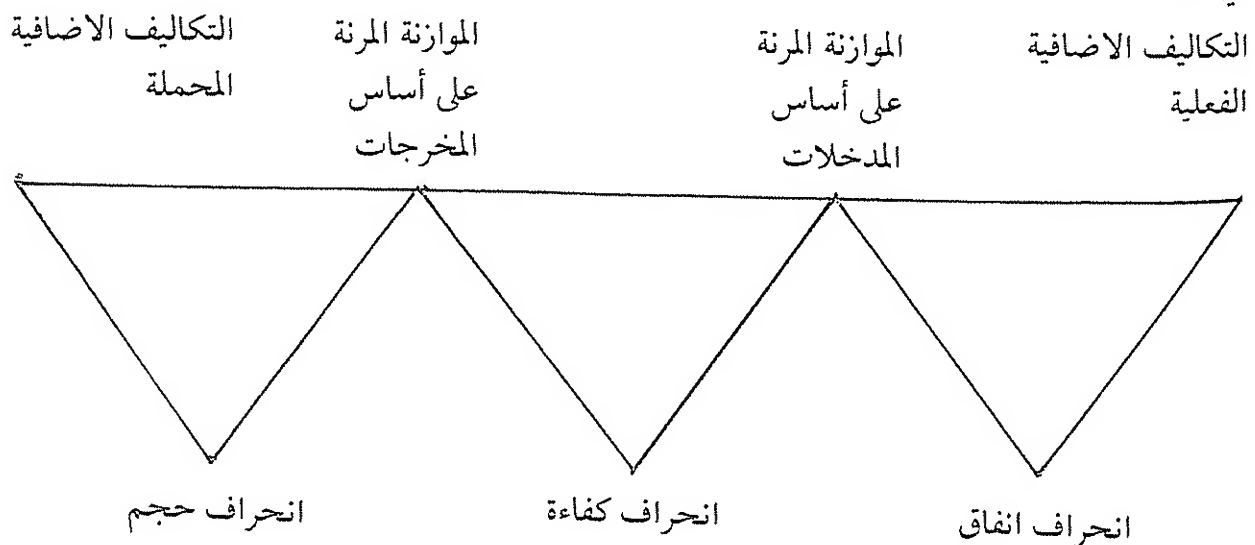 التكاليف الاضافية
الفعلية
الموازنة المرنة
على أساس
المدخلات
الموازنة المرنة
على أساس
المخرجات
التكاليف الاضافية
المحملة
انحراف انفاق
انحراف كفاءة
انحراف حجم